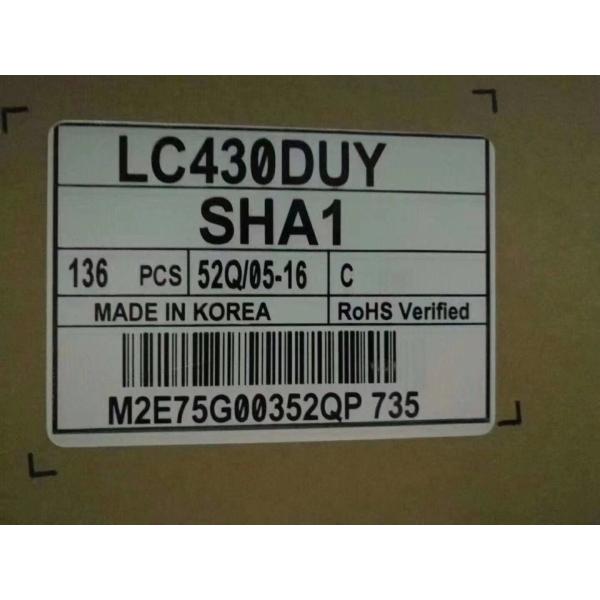 LC430DUY
SHA1
136 PCS 52Q/05-16 C
MADE IN KOREA RoHS Verified
M2E75G00352QP 735